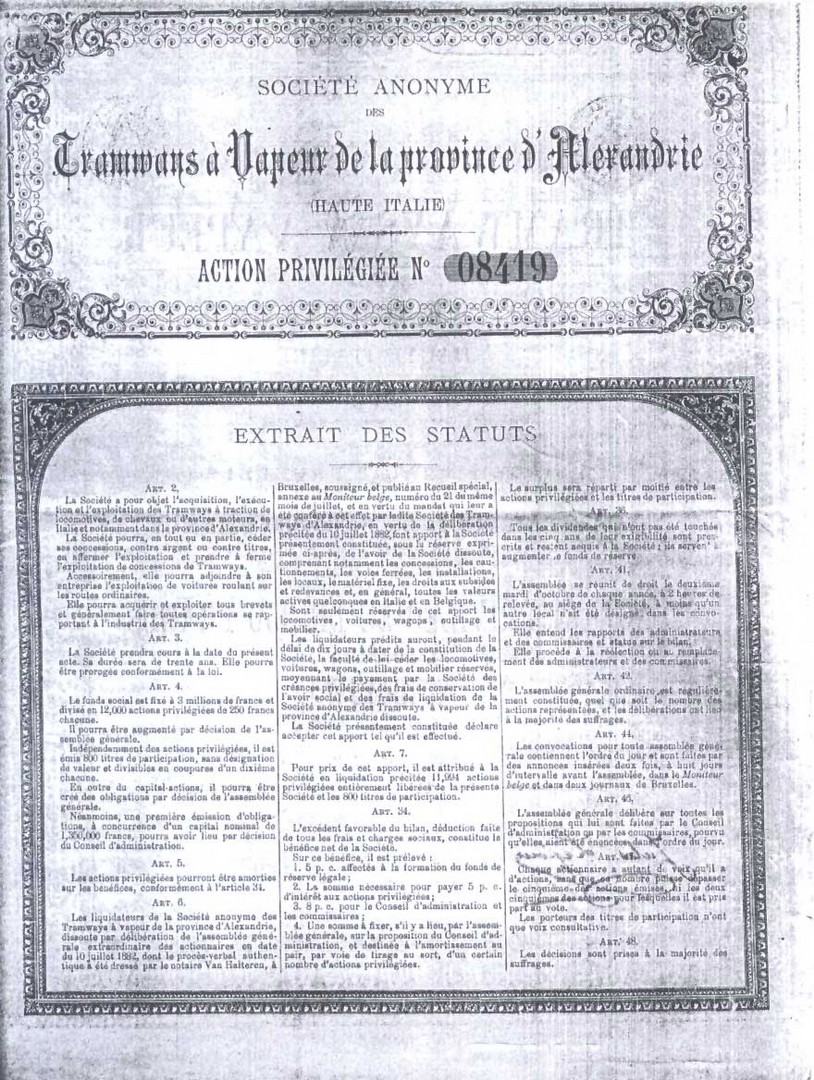 SOCIÉTÉ ANONYME
DES
Tramways à Vapeur de la province d'Alexandrie
(HAUTE ITALIE)
ACTION PRIVILÉGIÉE No 08419
EXTRAIT DES STATUTS
ART. 2.
La Société a pour objet l'acquisition, l'exécu-
tion et l'exploitation des Tramways à traction de
locomotives, de chevaux ou d'autres moteurs, en
Italie et notamment dans la province d'Alexandrie.
La Société pourra, en tout ou en partie, céder
ses concessions, contre argent ou contre titres,
en affermer l'exploitation et prendre à ferme
l'exploitation de concessions de Tramways.
Accessoirement, elle pourra adjoindre à son
entreprise l'exploitation de voitures roulant sur
les routes ordinaires.
Elle pourra acquérir et exploiter tous brevets
et généralement faire toutes opérations se rap-
portant à l'industrie des Tramways.
ART. 3.
La Société prendra cours à la date du présent
acte. Sa durée sera de trente ans. Elle pourra
être prorogée conformément à la loi.
ART. 4.
Le fonds social est fixé à 3 millions de francs et
divisé en 12,000 actions privilégiées de 250 francs
chacune.
Il pourra être augmenté par décision de l'as-
semblée générale.
Indépendamment des actions privilégiées, il est
émis 800 titres de participation, sans désignation
de valeur et divisibles en coupures d'un dixième
chacune.
En outre du capital-actions, il pourra être
créé des obligations par décision de l'assemblée
générale.
Néanmoins, une première émission d'obliga-
tions, à concurrence d'un capital nominal de
1,350,000 francs, pourra avoir lieu par décision
du Conseil d'administration.
ART. 5.
Les actions privilégiées pourront être amorties
sur les bénéfices, conformément à l'article 34.
ART. 6.
Les liquidateurs de la Société anonyme des
Tramways à vapeur de la province d'Alexandrie,
dissoute par délibération de l'assemblée géné-
rale extraordinaire des actionnaires en date
du 10 juillet 1882, dont le procès-verbal authen-
tique a été dressé par le notaire Van Halteren, à
Bruxelles, soussigné, et publié au Recueil spécial,
annexe au Moniteur belge, numéro du 21 du même
mois de juillet, et en vertu du mandat qui leur a
été conféré à cet effet par ladite Société des Tram-
ways d'Alexandrie, en vertu de la délibération
précitée du 10 juillet 1882, font apport à la Société
présentement constituée, sous la réserve expri-
mée ci-après, de l'avoir de la Société dissoute,
comprenant notamment les concessions, les cau-
tionnements, les voies ferrées, les installations,
les locaux, le matériel fixe, les droits aux subsides
et redevances et, en général, toutes les valeurs
actives quelconques en Italie et en Belgique.
Sont seulement réservés de cet apport les
locomotives, voitures, wagons, outillage et
mobilier.
Les liquidateurs prédits auront, pendant le
délai de dix jours à dater de la constitution de la
Société, la faculté de lui céder les locomotives,
voitures, wagons, outillage et mobilier réservés,
moyennant le payement par la Société des
créances privilégiées, des frais de conservation de
l'avoir social et des frais de liquidation de la
Société anonyme des Tramways à vapeur de la
province d'Alexandrie dissoute.
La Société présentement constituée déclare
accepter cet apport tel qu'il est effectué.
ART. 7.
Pour prix de cet apport, il est attribué à la
Société en liquidation précitée 11,994 actions
privilégiées entièrement libérées de la présente
Société et les 800 titres de participation.
ART. 34.
L'excédent favorable du bilan, déduction faite
de tous les frais et charges sociaux, constitue le
bénéfice net de la Société.
Sur ce bénéfice, il est prélevé :
1. 5 p. c. affectés à la formation du fonds de
réserve légale ;
2. La somme nécessaire pour payer 5 p. c.
d'intérêt aux actions privilégiées ;
3. 8 p. c. pour le Conseil d'administration et
les commissaires ;
4. Une somme à fixer, s'il y a lieu, par l'assem-
blée générale, sur la proposition du Conseil d'ad-
ministration, et destinée à l'amortissement au
pair, par voie de tirage au sort, d'un certain
nombre d'actions privilégiées.
Le surplus sera réparti par moitié entre les
actions privilégiées et les titres de participation.
ART. 36.
Tous les dividendes qui n'ont pas été touchés
dans les cinq ans de leur exigibilité sont pres-
crits et restent acquis à la Société ; ils servent à
augmenter le fonds de réserve.
ART. 41.
L'assemblée se réunit de droit le deuxième
mardi d'octobre de chaque année, à 2 heures de
relevée, au siège de la Société, à moins qu'un
autre local n'ait été désigné dans les convo-
cations.
Elle entend les rapports des administrateurs
et des commissaires et statue sur le bilan.
Elle procède à la réélection ou au remplace-
ment des administrateurs et des commissaires.
ART. 42.
L'assemblée générale ordinaire est régulière-
ment constituée, quel que soit le nombre des
actions représentées, et les délibérations ont lieu
à la majorité des suffrages.
ART. 44.
Les convocations pour toute assemblée géné-
rale contiennent l'ordre du jour et sont faites par
des annonces insérées deux fois, à huit jours
d'intervalle avant l'assemblée, dans le Moniteur
belge et dans deux journaux de Bruxelles.
ART. 46.
L'assemblée générale délibère sur toutes les
propositions qui lui sont faites par le Conseil
d'administration ou par les commissaires, pourvu
qu'elles aient été énoncées dans l'ordre du jour.
ART.
Chaque actionnaire a autant de voix qu'il a
d'actions, sans que ce nombre puisse dépasser
le cinquième des actions émises, ni les deux
cinquièmes des actions pour lesquelles il est pris
part au vote.
Les porteurs des titres de participation n'ont
que voix consultative.
ART. 48.
Les décisions sont prises à la majorité des
suffrages.